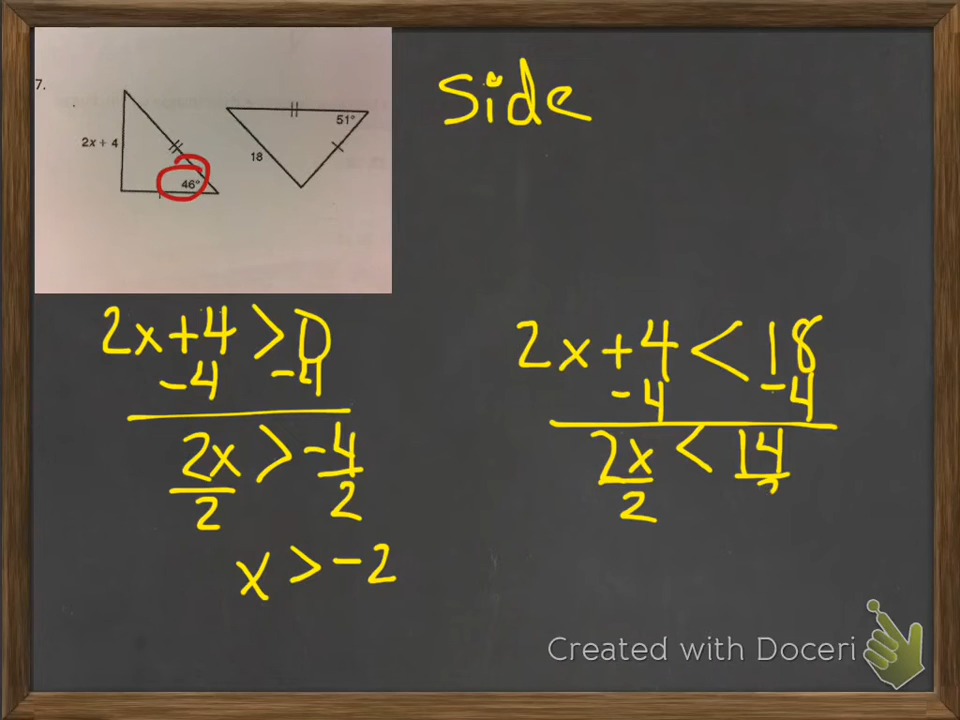 Side
7.
51°
2x + 4
18
46°
2x+4>0
-4 -4
2x > -4
2 2
x > -2
2x+4<18
-4 -4
2x < 14
2 2
Created with Doceri